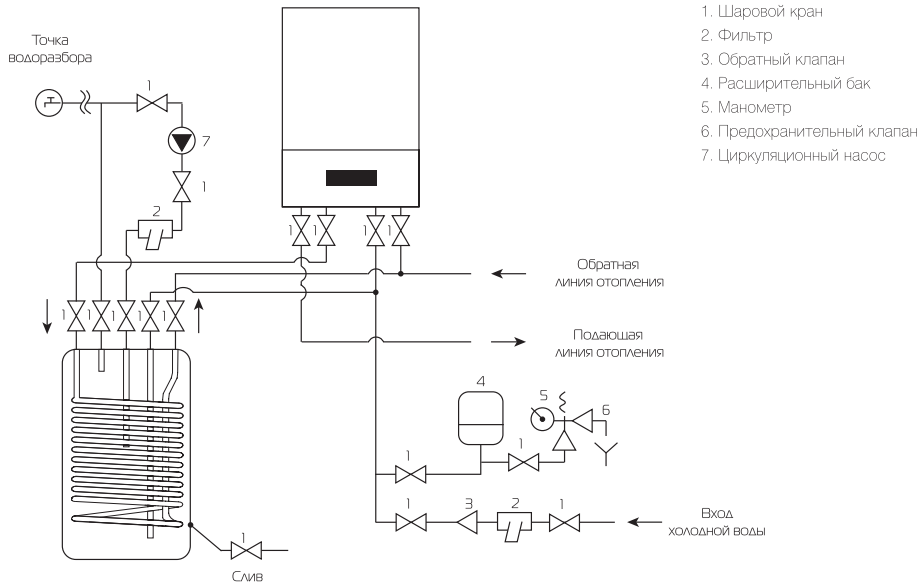 1. Шаровой кран
2. Фильтр
3. Обратный клапан
4. Расширительный бак
5. Манометр
6. Предохранительный клапан
7. Циркуляционный насос
Точка
водоразбора
1
7
1
2
1
1
1
1
Обратная
линия отопления
1
1
1
1
1
Подающая
линия отопления
4
5
6
1
1
1
3
2
1
Вход
холодной воды
1
Слив